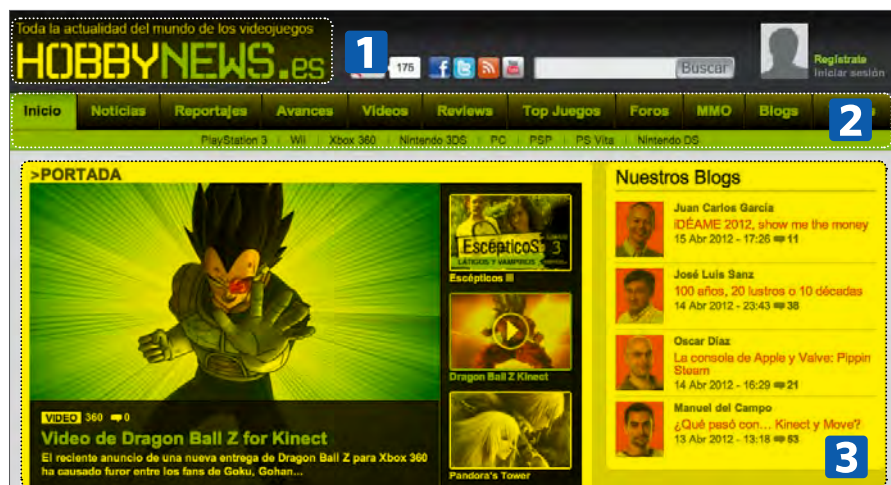 Toda la actualidad del mundo de los videojuegos
HOBBYNEWS.es
1
175
Buscar
Regístrate
Iniciar sesión
Inicio Noticias Reportajes Avances Videos Reviews Top Juegos Foros MMO Blogs
2
PlayStation 3 | Wii | Xbox 360 | Nintendo 3DS | PC | PSP | PS Vita | Nintendo DS
>PORTADA
Escépticos
LÁTIGOS Y VAMPIROS
3
Escépticos III
Dragon Ball Z Kinect
Pandora's Tower
VIDEO 360 0
Video de Dragon Ball Z for Kinect
El reciente anuncio de una nueva entrega de Dragon Ball Z para Xbox 360
ha causado furor entre los fans de Goku, Gohan...
Nuestros Blogs
Juan Carlos García
iDÉAME 2012, show me the money
15 Abr 2012 - 17:26 11
José Luis Sanz
100 años, 20 lustros o 10 décadas
14 Abr 2012 - 23:43 38
Oscar Díaz
La consola de Apple y Valve: Pippin
Steam
14 Abr 2012 - 16:29 21
Manuel del Campo
¿Qué pasó con... Kinect y Move?
13 Abr 2012 - 13:18 53
3